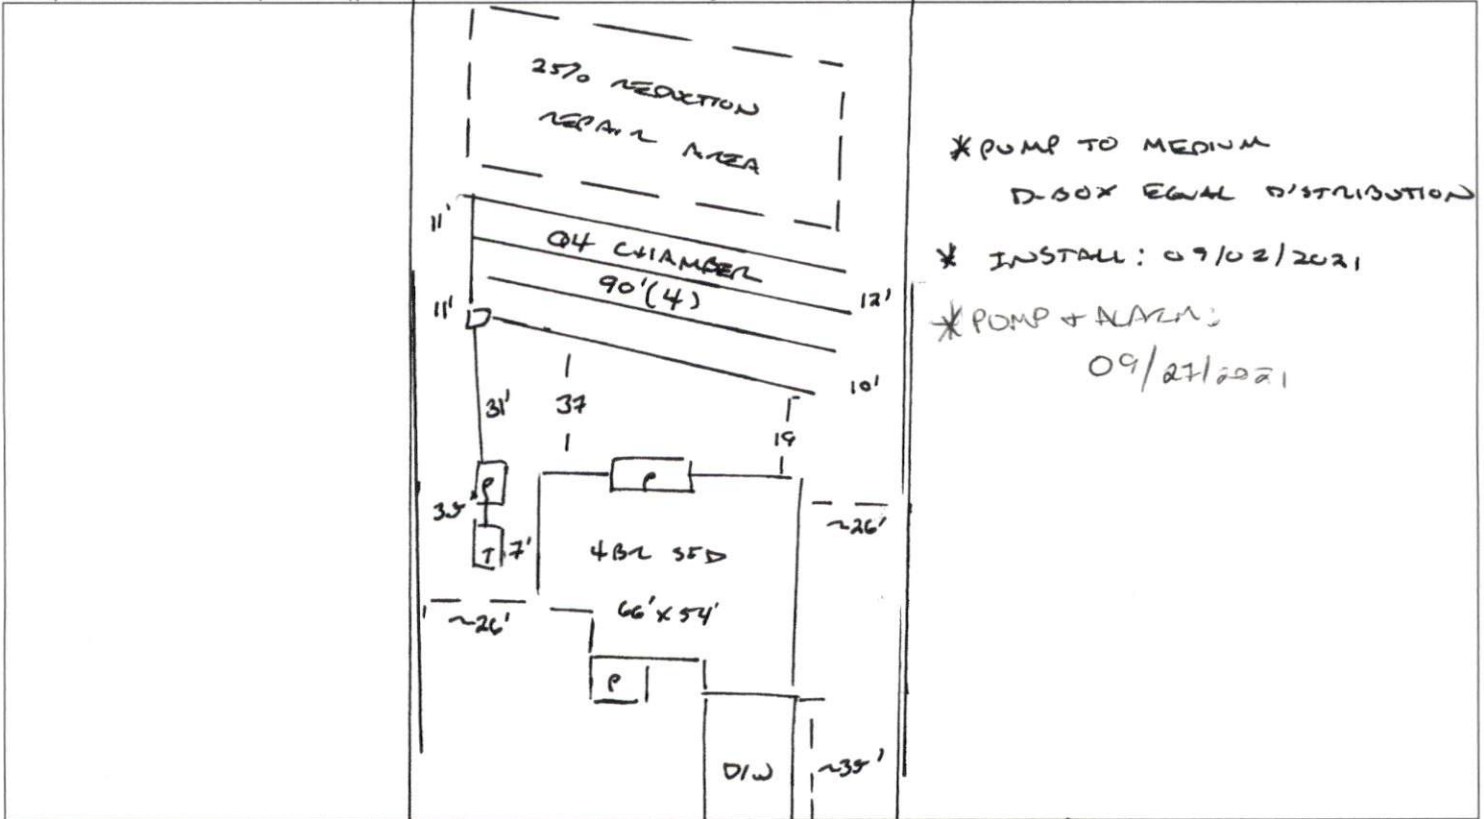 25% REDUCTION
REPAIR AREA
11'
Q4 CHAMBER
90'(4)
12'
11'
10'
31'
37
19
P
P
35'
T 7'
4BR SFD
~26'
66'x54'
~26'
P
D/W
~35'
*PUMP TO MEDIUM
D-BOX EQUAL DISTRIBUTION
* INSTALL: 09/02/2021
*PUMP & ALARM:
09/27/2021